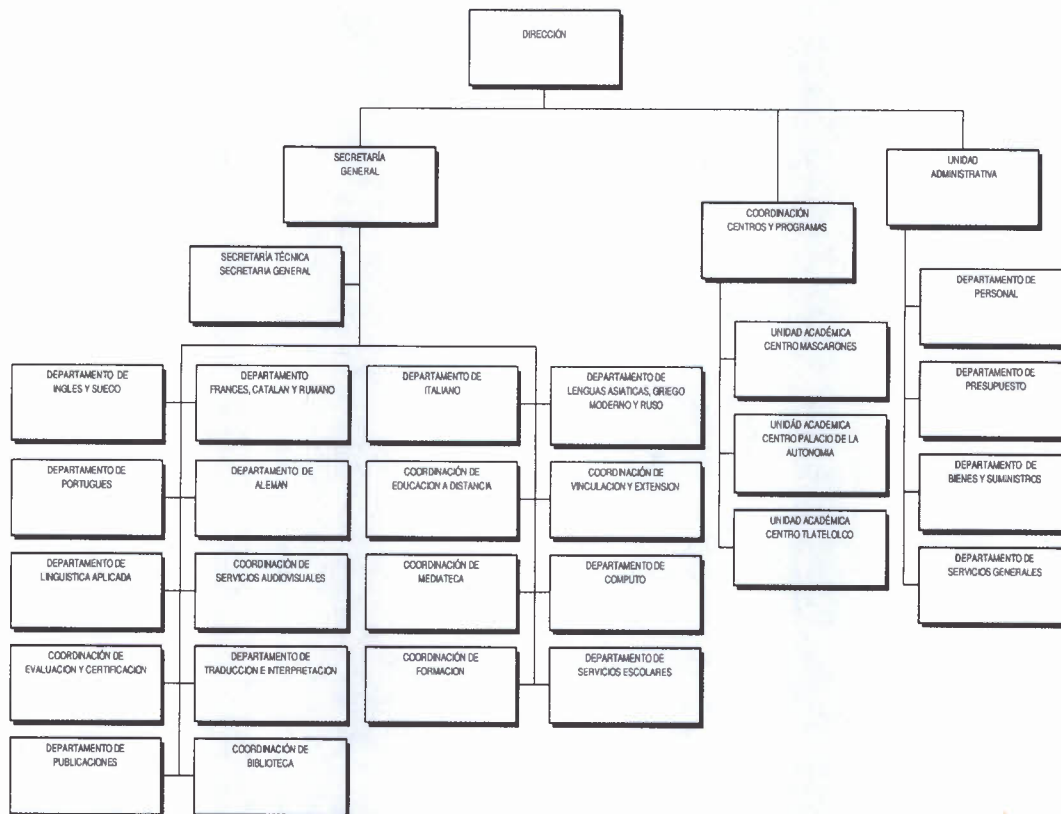 DIRECCIÓN
SECRETARÍA
GENERAL
UNIDAD
ADMINISTRATIVA
COORDINACIÓN
CENTROS Y PROGRAMAS
SECRETARÍA TÉCNICA
SECRETARIA GENERAL
DEPARTAMENTO DE
PERSONAL
UNIDAD ACADÉMICA
CENTRO MASCARONES
DEPARTAMENTO DE
INGLES Y SUECO
DEPARTAMENTO
FRANCES, CATALAN Y RUMANO
DEPARTAMENTO DE
ITALIANO
DEPARTAMENTO DE
LENGUAS ASIATICAS, GRIEGO
MODERNO Y RUSO
DEPARTAMENTO DE
PRESUPUESTO
UNIDAD ACADÉMICA
CENTRO PALACIO DE LA
AUTONOMIA
DEPARTAMENTO DE
PORTUGUES
DEPARTAMENTO DE
ALEMAN
COORDINACIÓN DE
EDUCACION A DISTANCIA
COORDINACIÓN DE
VINCULACION Y EXTENSION
DEPARTAMENTO DE
BIENES Y SUMINISTROS
UNIDAD ACADÉMICA
CENTRO TLATELOLCO
DEPARTAMENTO DE
LINGUISTICA APLICADA
COORDINACIÓN DE
SERVICIOS AUDIOVISUALES
COORDINACIÓN DE
MEDIATECA
DEPARTAMENTO DE
COMPUTO
DEPARTAMENTO DE
SERVICIOS GENERALES
COORDINACIÓN DE
EVALUACION Y CERTIFICACION
DEPARTAMENTO DE
TRADUCCION E INTERPRETACION
COORDINACIÓN DE
FORMACION
DEPARTAMENTO DE
SERVICIOS ESCOLARES
DEPARTAMENTO DE
PUBLICACIONES
COORDINACIÓN DE
BIBLIOTECA